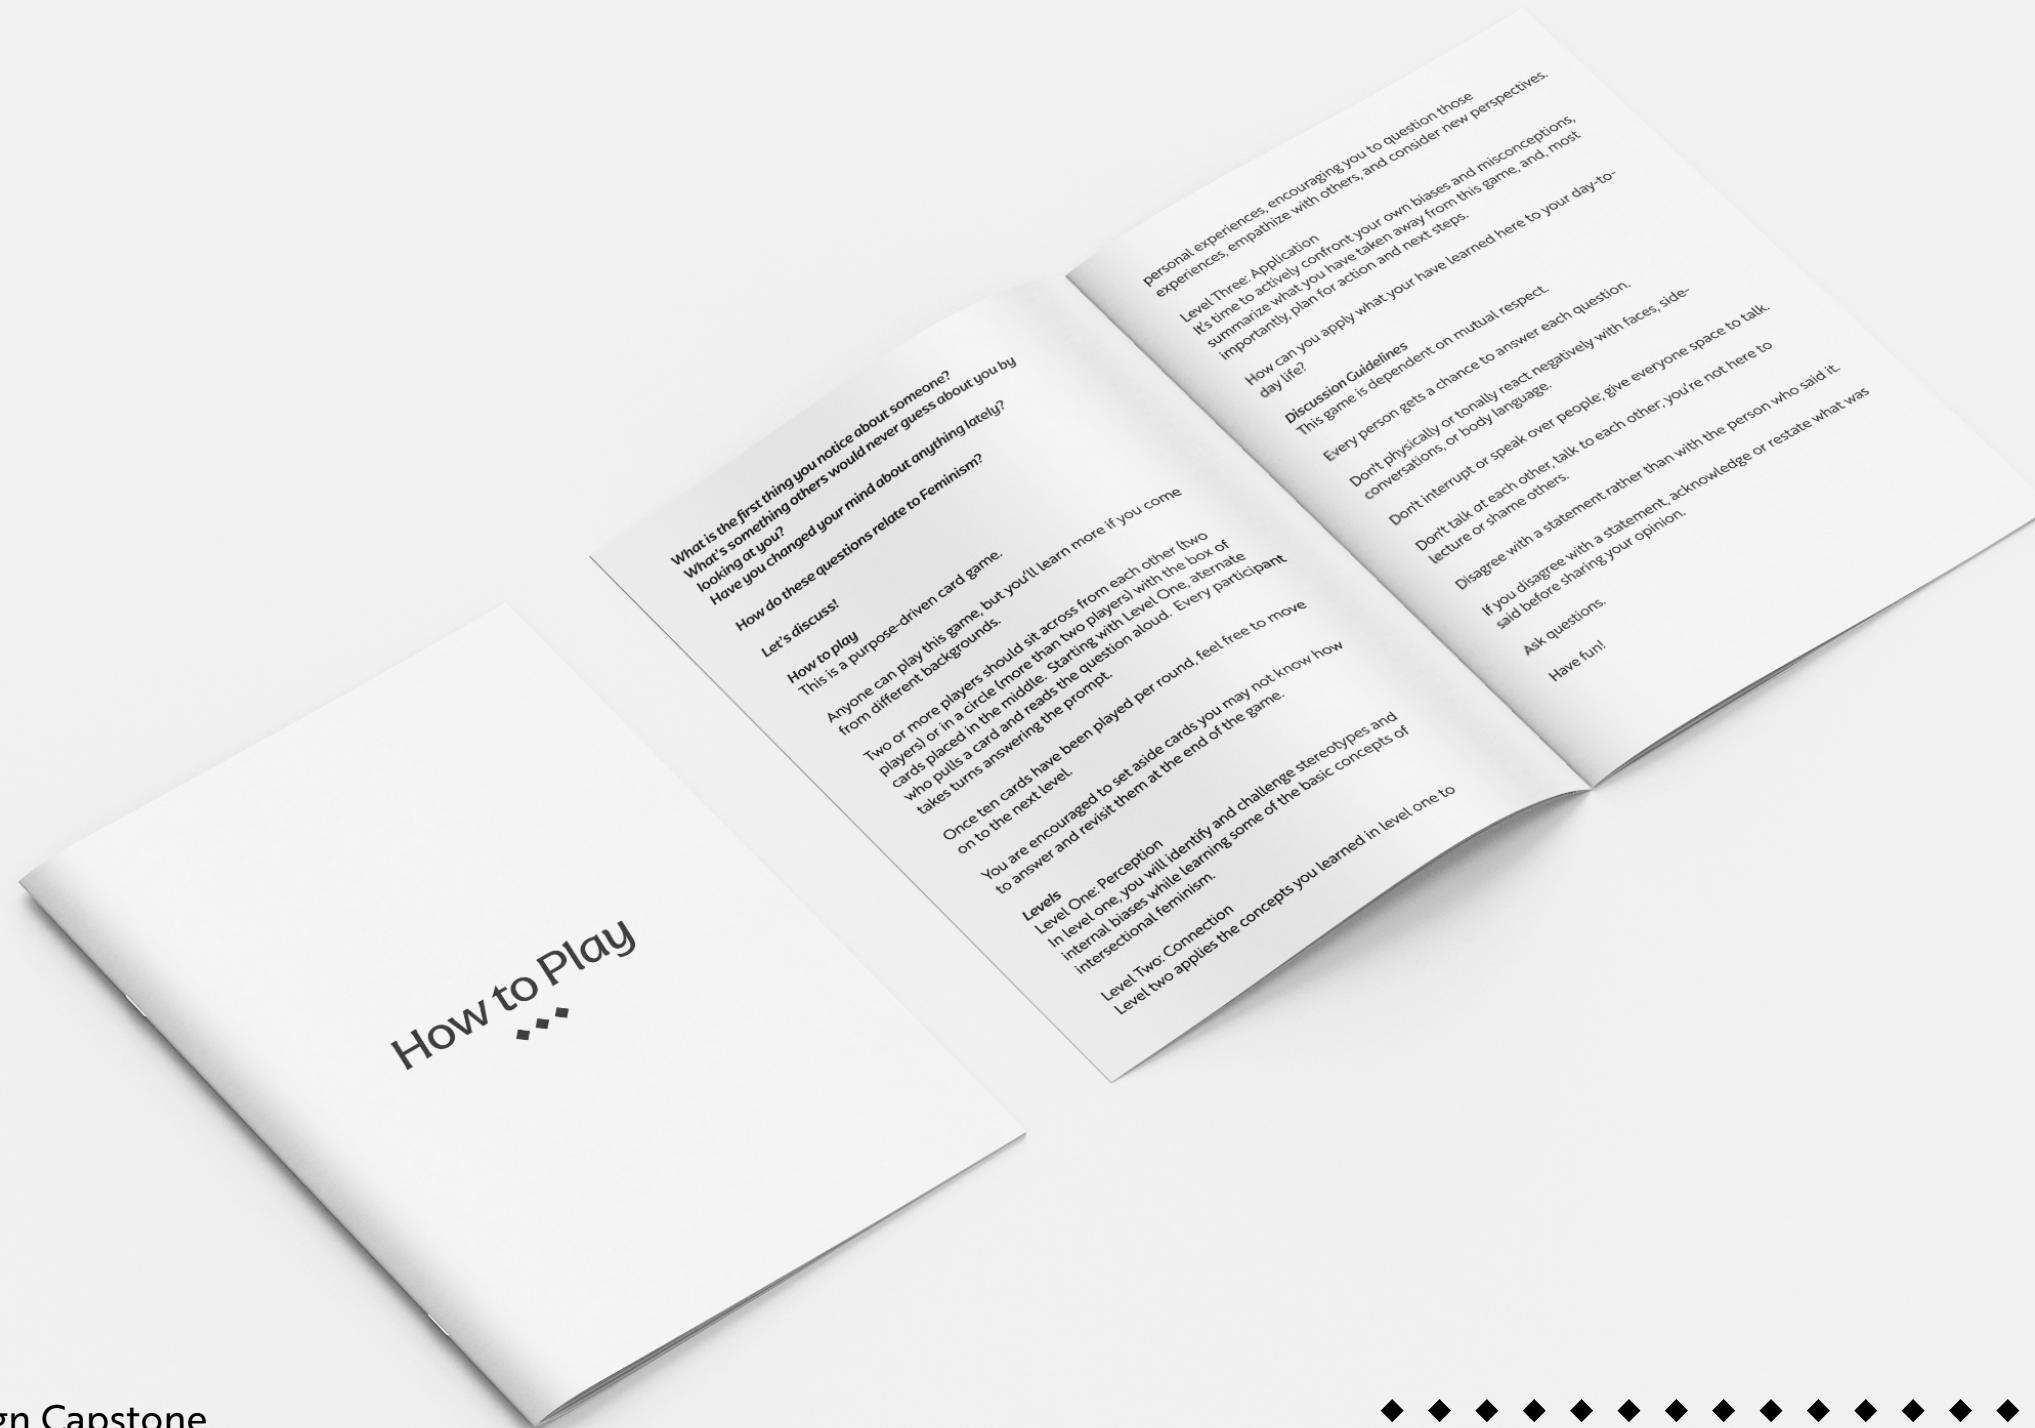 How to Play
What is the first thing you notice about someone?
What's something others would never guess about you by
looking at you?
Have you changed your mind about anything lately?
How do these questions relate to Feminism?
Let's discuss!
How to play
This is a purpose-driven card game.
Anyone can play this game, but you'll learn more if you come
from different backgrounds.
Two or more players should sit across from each other (two
players) or in a circle (more than two players) with the box of
cards placed in the middle. Starting with Level One, aternate
who pulls a card and reads the question aloud. Every participant
takes turns answering the prompt.
Once ten cards have been played per round, feel free to move
on to the next level.
You are encouraged to set aside cards you may not know how
to answer and revisit them at the end of the game.
Levels
Level One: Perception
In level one, you will identify and challenge stereotypes and
internal biases while learning some of the basic concepts of
intersectional feminism.
Level Two: Connection
Level two applies the concepts you learned in level one to
personal experiences, encouraging you to question those
experiences, empathize with others, and consider new perspectives.
Level Three: Application
It's time to actively confront your own biases and misconceptions,
summarize what you have taken away from this game, and, most
importantly, plan for action and next steps.
How can you apply what your have learned here to your day-to-
day life?
Discussion Guidelines
This game is dependent on mutual respect.
Every person gets a chance to answer each question.
Don't physically or tonally react negatively with faces, side-
conversations, or body language.
Don't interrupt or speak over people; give everyone space to talk.
Don't talk at each other, talk to each other; you're not here to
lecture or shame others.
Disagree with a statement rather than with the person who said it.
If you disagree with a statement, acknowledge or restate what was
said before sharing your opinion.
Ask questions.
Have fun!
gn Capstone